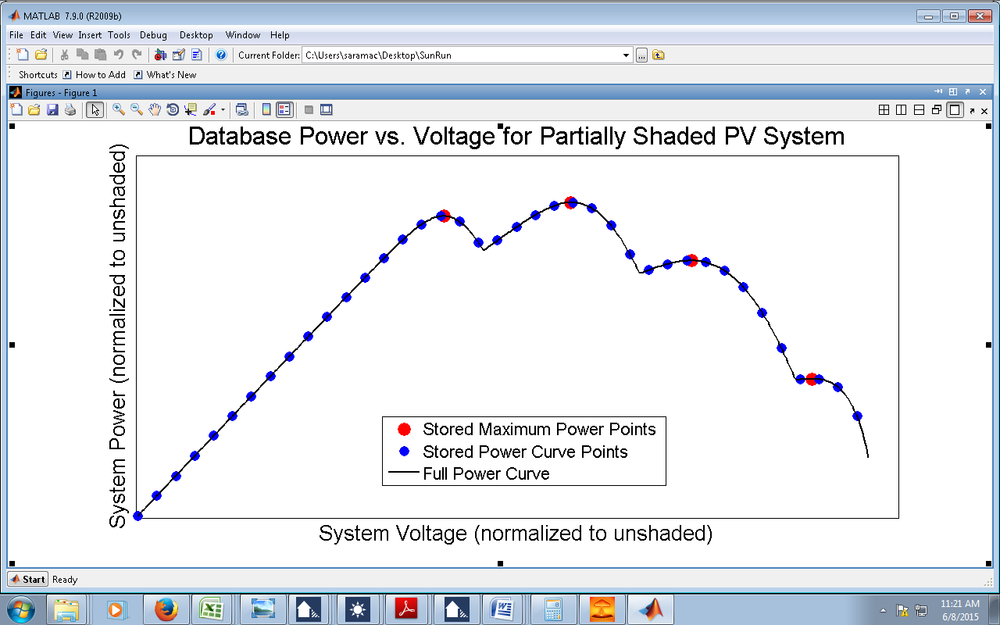 MATLAB 7.9.0 (R2009b)
File Edit View Insert Tools Debug Desktop Window Help
Current Folder: C:\Users\saramac\Desktop\SunRun
Shortcuts How to Add What's New
Figures - Figure 1
Database Power vs. Voltage for Partially Shaded PV System
System Power (normalized to unshaded)
Stored Maximum Power Points
Stored Power Curve Points
Full Power Curve
System Voltage (normalized to unshaded)
Start Ready
11:21 AM
6/8/2015